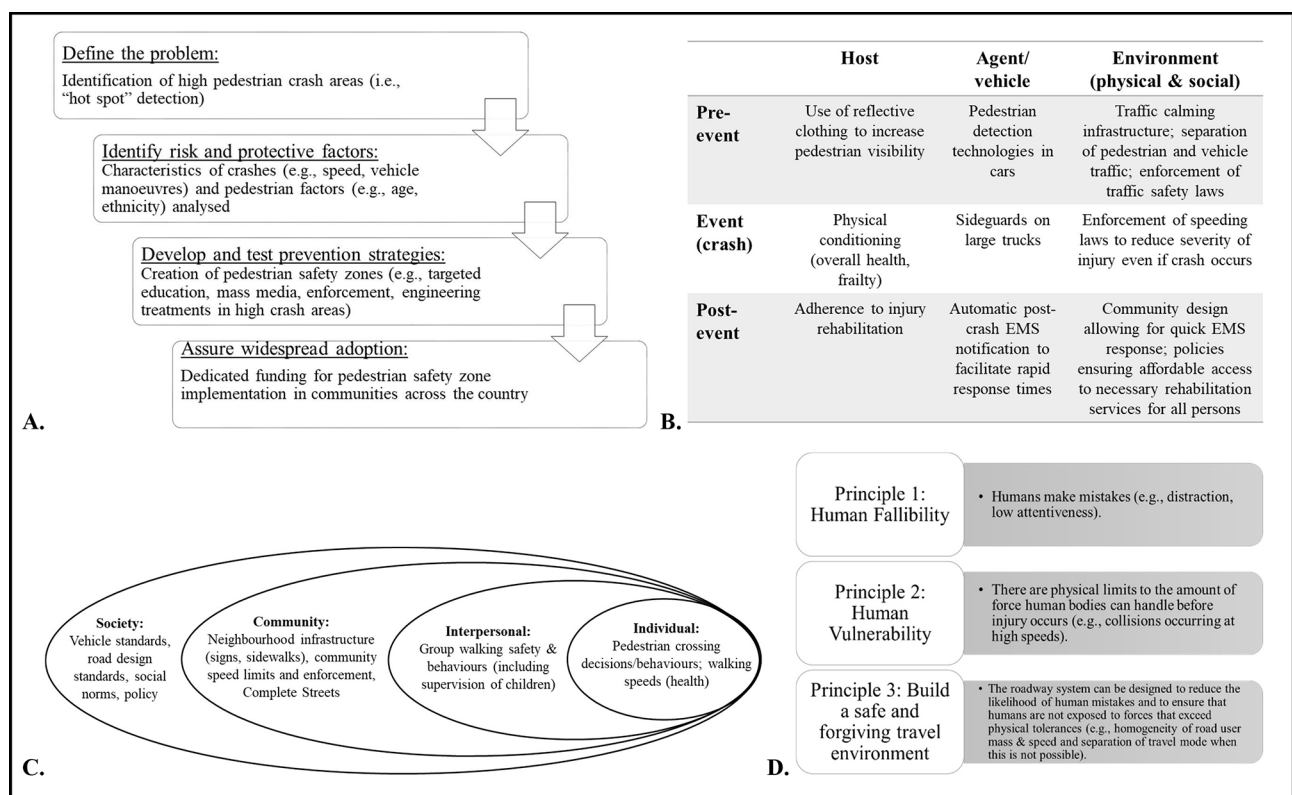 Define the problem:
Identification of high pedestrian crash areas (i.e.,
“hot spot” detection)
Identify risk and protective factors:
Characteristics of crashes (e.g., speed, vehicle
manoeuvres) and pedestrian factors (e.g., age,
ethnicity) analysed
Develop and test prevention strategies:
Creation of pedestrian safety zones (e.g., targeted
education, mass media, enforcement, engineering
treatments in high crash areas)
Assure widespread adoption:
Dedicated funding for pedestrian safety zone
implementation in communities across the country
A.
Host
Agent/
vehicle
Environment
(physical & social)
Pre-
event
Use of reflective
clothing to increase
pedestrian visibility
Pedestrian
detection
technologies in
cars
Traffic calming
infrastructure; separation
of pedestrian and vehicle
traffic; enforcement of
traffic safety laws
Event
(crash)
Physical
conditioning
(overall health,
frailty)
Sideguards on
large trucks
Enforcement of speeding
laws to reduce severity of
injury even if crash occurs
Post-
event
Adherence to injury
rehabilitation
Automatic post-
crash EMS
notification to
facilitate rapid
response times
Community design
allowing for quick EMS
response; policies
ensuring affordable access
to necessary rehabilitation
services for all persons
B.
Society:
Vehicle standards,
road design
standards, social
norms, policy
Community:
Neighbourhood infrastructure
(signs, sidewalks), community
speed limits and enforcement,
Complete Streets
Interpersonal:
Group walking safety &
behaviours (including
supervision of children)
Individual:
Pedestrian crossing
decisions/behaviours; walking
speeds (health)
C.
Principle 1:
Human Fallibility
• Humans make mistakes (e.g., distraction,
low attentiveness).
Principle 2:
Human
Vulnerability
• There are physical limits to the amount of
force human bodies can handle before
injury occurs (e.g., collisions occurring at
high speeds).
Principle 3: Build
a safe and
forgiving travel
environment
• The roadway system can be designed to reduce the
likelihood of human mistakes and to ensure that
humans are not exposed to forces that exceed
physical tolerances (e.g., homogeneity of road user
mass & speed and separation of travel mode when
this is not possible).
D.